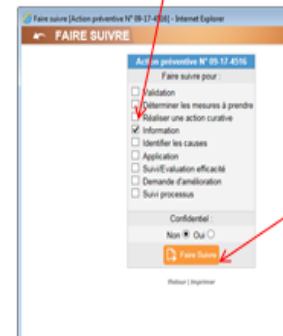 Faire suivre [Action préventive N° 09-17-4516] - Internet Explorer
FAIRE SUIVRE
Action préventive N° 09-17-4516
Faire suivre pour :
Validation
Déterminer les mesures à prendre
Réaliser une action curative
Information
Identifier les causes
Application
Suivi/Evaluation efficacité
Demande d'amélioration
Suivi processus
Confidentiel :
Non Oui
Faire Suivre
Retour | Imprimer